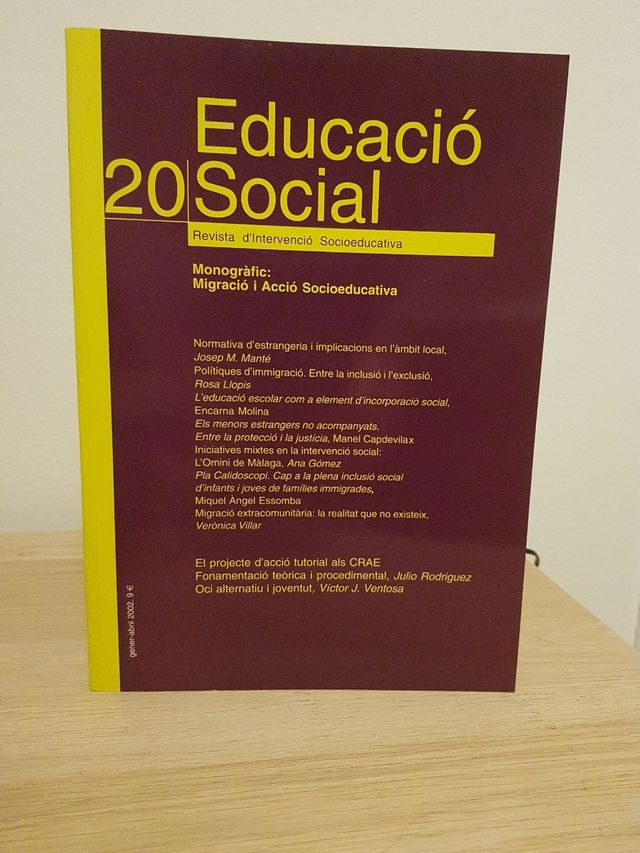 Educació
20 Social
Revista d'Intervenció Socioeducativa
Monogràfic:
Migració i Acció Socioeducativa
Normativa d'estrangeria i implicacions en l'àmbit local,
Josep M. Manté
Polítiques d'immigració. Entre la inclusió i l'exclusió,
Rosa Llopis
L'educació escolar com a element d'incorporació social,
Encarna Molina
Els menors estrangers no acompanyats.
Entre la protecció i la justícia, Manel Capdevilax
Iniciatives mixtes en la intervenció social:
L'Omini de Màlaga, Ana Gómez
Pla Calidoscopi. Cap a la plena inclusió social
d'infants i joves de famílies immigrades,
Miquel Àngel Essomba
Migració extracomunitària: la realitat que no existeix,
Verònica Villar
El projecte d'acció tutorial als CRAE
Fonamentació teòrica i procedimental, Julio Rodriguez
Oci alternatiu i joventut, Víctor J. Ventosa
gener-abril 2002. 9 €